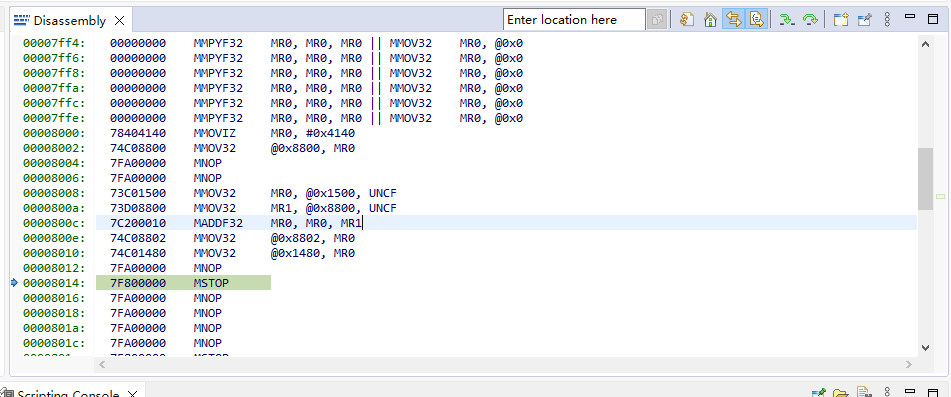 Disassembly
Enter location here
00007ff4: 00000000 MMPYF32 MR0, MR0, MR0 || MMOV32 MR0, @0x0
00007ff6: 00000000 MMPYF32 MR0, MR0, MR0 || MMOV32 MR0, @0x0
00007ff8: 00000000 MMPYF32 MR0, MR0, MR0 || MMOV32 MR0, @0x0
00007ffa: 00000000 MMPYF32 MR0, MR0, MR0 || MMOV32 MR0, @0x0
00007ffc: 00000000 MMPYF32 MR0, MR0, MR0 || MMOV32 MR0, @0x0
00007ffe: 00000000 MMPYF32 MR0, MR0, MR0 || MMOV32 MR0, @0x0
00008000: 78404140 MMOVIZ MR0, #0x4140
00008002: 74C08800 MMOV32 @0x8800, MR0
00008004: 7FA00000 MNOP
00008006: 7FA00000 MNOP
00008008: 73C01500 MMOV32 MR0, @0x1500, UNCF
0000800a: 73D08800 MMOV32 MR1, @0x8800, UNCF
0000800c: 7C200010 MADDF32 MR0, MR0, MR1
0000800e: 74C08802 MMOV32 @0x8802, MR0
00008010: 74C01480 MMOV32 @0x1480, MR0
00008012: 7FA00000 MNOP
00008014: 7F800000 MSTOP
00008016: 7FA00000 MNOP
00008018: 7FA00000 MNOP
0000801a: 7FA00000 MNOP
0000801c: 7FA00000 MNOP
Scripting Console